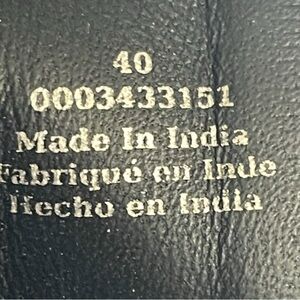 40
0003433151
Made In India
Fabriqué en Inde
Hecho en India